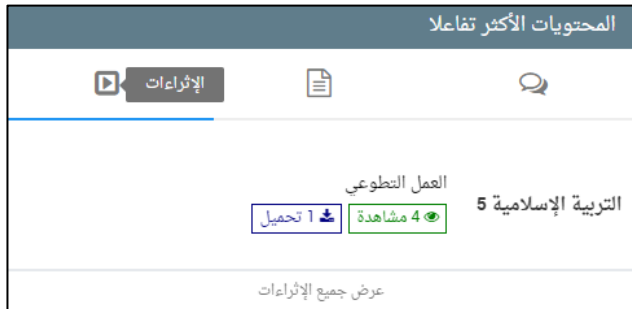 المحتويات الأكثر تفاعلا
الإثراءات
العمل التطوعي
التربية الإسلامية 5
4 مشاهدة
1 تحميل
عرض جميع الإثراءات